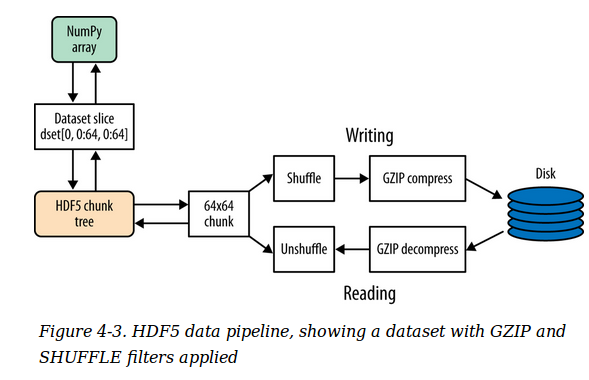 NumPy
array
Dataset slice
dset[0, 0:64, 0:64]
HDF5 chunk
tree
64x64
chunk
Writing
Shuffle
GZIP compress
Disk
Unshuffle
GZIP decompress
Reading
Figure 4-3. HDF5 data pipeline, showing a dataset with GZIP and
SHUFFLE filters applied